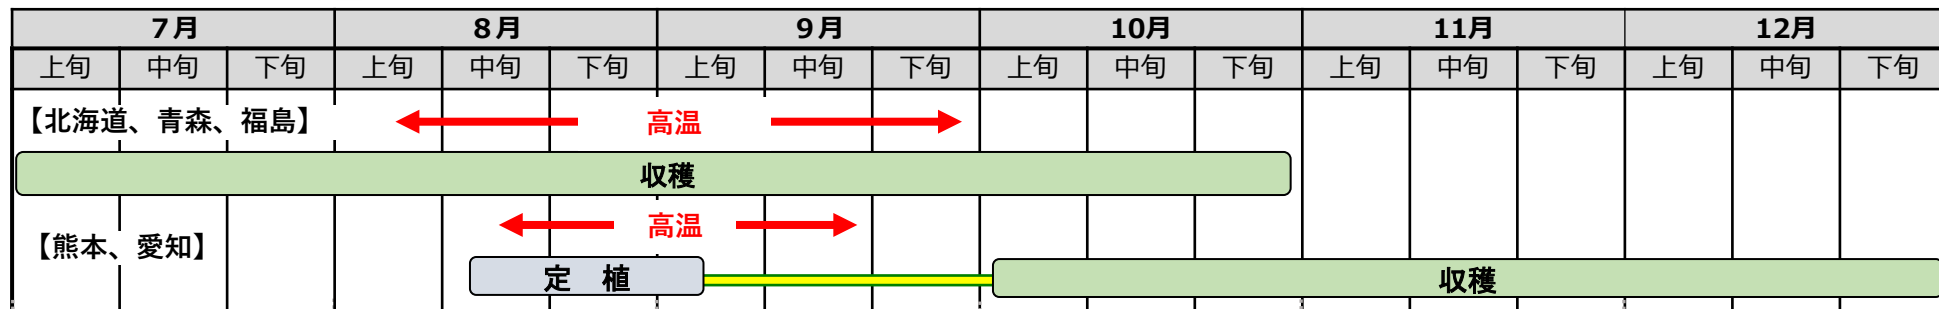 7月 8月 9月 10月 11月 12月
上旬 中旬 下旬 上旬 中旬 下旬 上旬 中旬 下旬 上旬 中旬 下旬 上旬 中旬 下旬 上旬 中旬 下旬
【北海道、青森、福島】 高温
収穫
高温
【熊本、愛知】
定 植 収穫